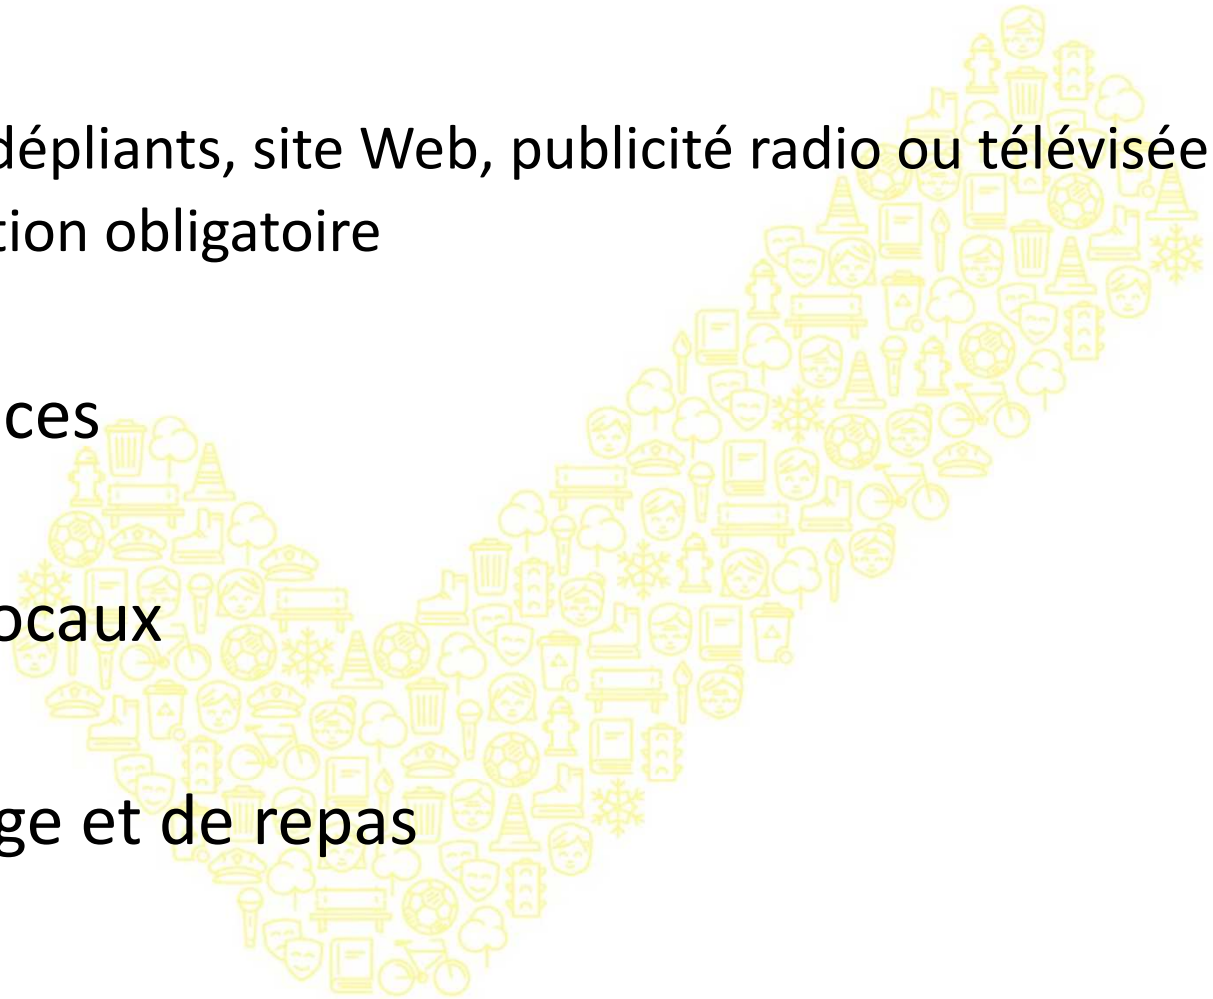 dépliants, site Web, publicité radio ou télévisée
tion obligatoire
ces
ocaux
ge et de repas